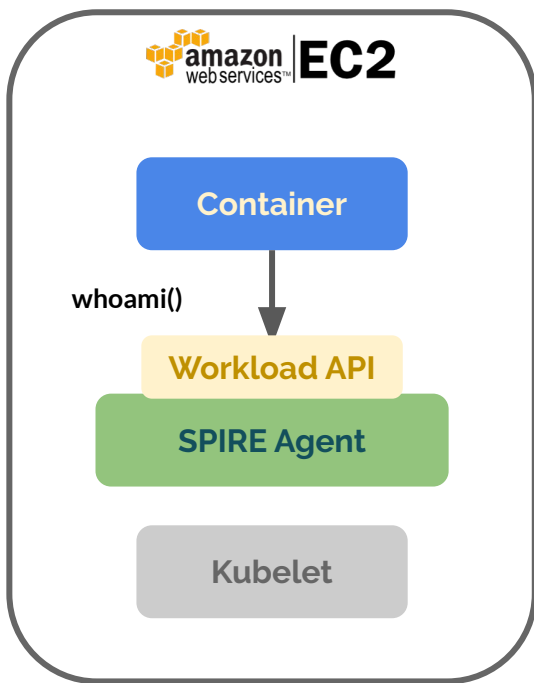 amazon
web services™
EC2
Container
whoami()
Workload API
SPIRE Agent
Kubelet